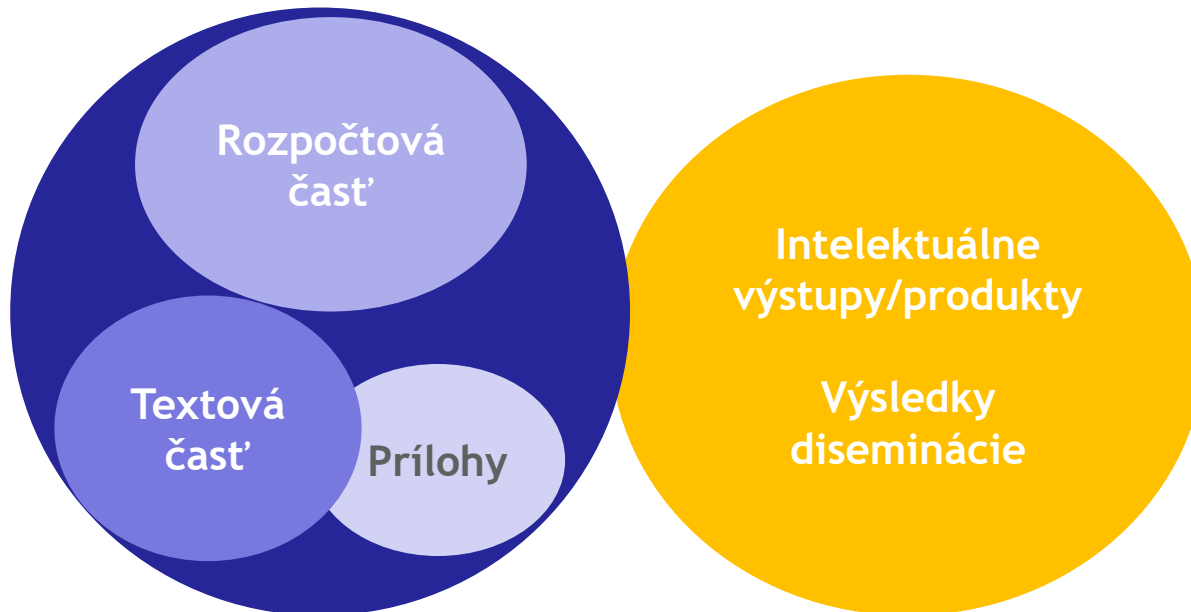 Rozpočtová
časť
Textová
časť
Prílohy
Intelektuálne
výstupy/produkty
Výsledky
diseminácie